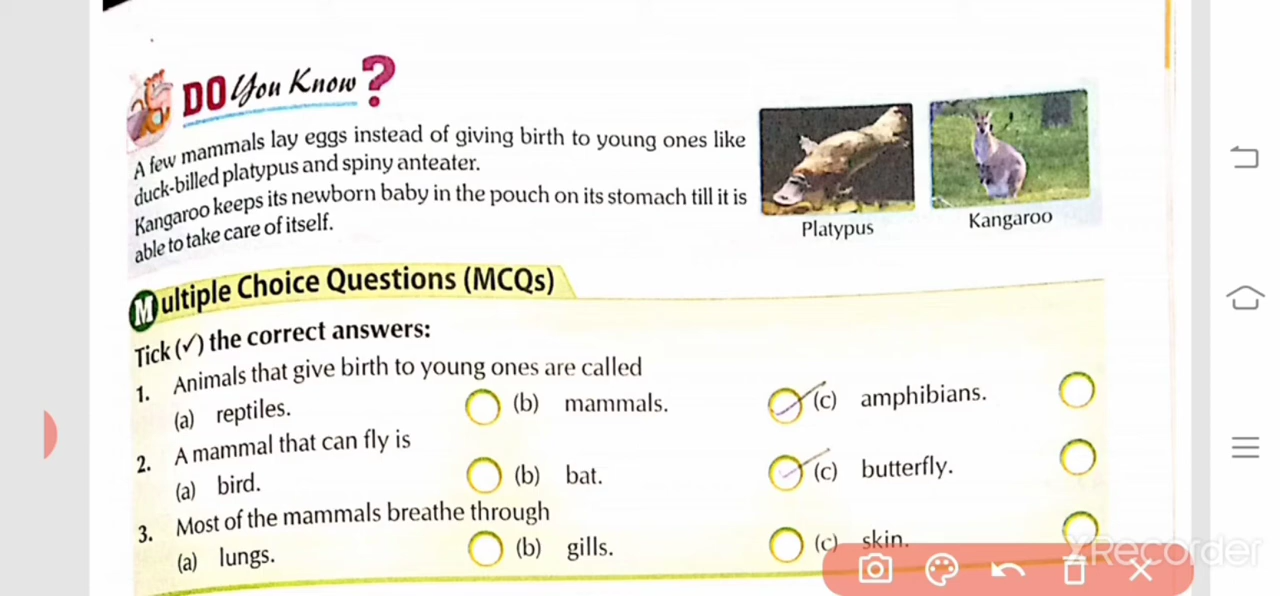 DO You Know ?
A few mammals lay eggs instead of giving birth to young ones like
duck-billed platypus and spiny anteater.
Kangaroo keeps its newborn baby in the pouch on its stomach till it is
able to take care of itself.
Platypus
Kangaroo
Multiple Choice Questions (MCQs)
Tick (✓) the correct answers:
1. Animals that give birth to young ones are called
(a) reptiles. (b) mammals. (c) amphibians.
2. A mammal that can fly is
(a) bird. (b) bat. (c) butterfly.
3. Most of the mammals breathe through
(a) lungs. (b) gills. (c) skin.
XRecorder